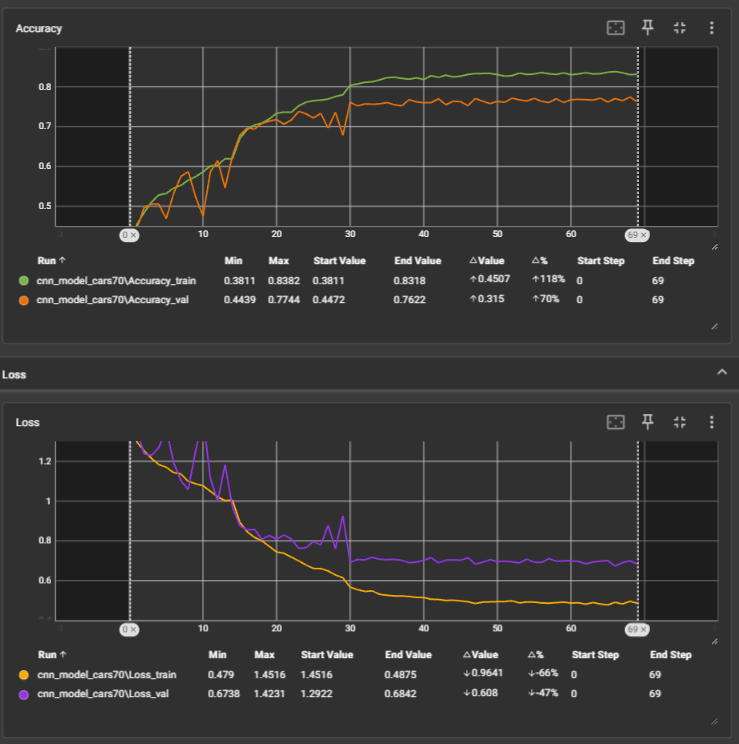 Accuracy
0.8
0.7
0.6
0.5
0 × 10 20 30 40 50 60 69 ×
Run ↑ Min Max Start Value End Value △Value △% Start Step End Step
cnn_model_cars70\Accuracy_train 0.3811 0.8382 0.3811 0.8318 ↑0.4507 ↑118% 0 69
cnn_model_cars70\Accuracy_val 0.4439 0.7744 0.4472 0.7622 ↑0.315 ↑70% 0 69
Loss
Loss
1.2
1
0.8
0.6
0 × 10 20 30 40 50 60 69 ×
Run ↑ Min Max Start Value End Value △Value △% Start Step End Step
cnn_model_cars70\Loss_train 0.479 1.4516 1.4516 0.4875 ↓0.9641 ↓-66% 0 69
cnn_model_cars70\Loss_val 0.6738 1.4231 1.2922 0.6842 ↓0.608 ↓-47% 0 69